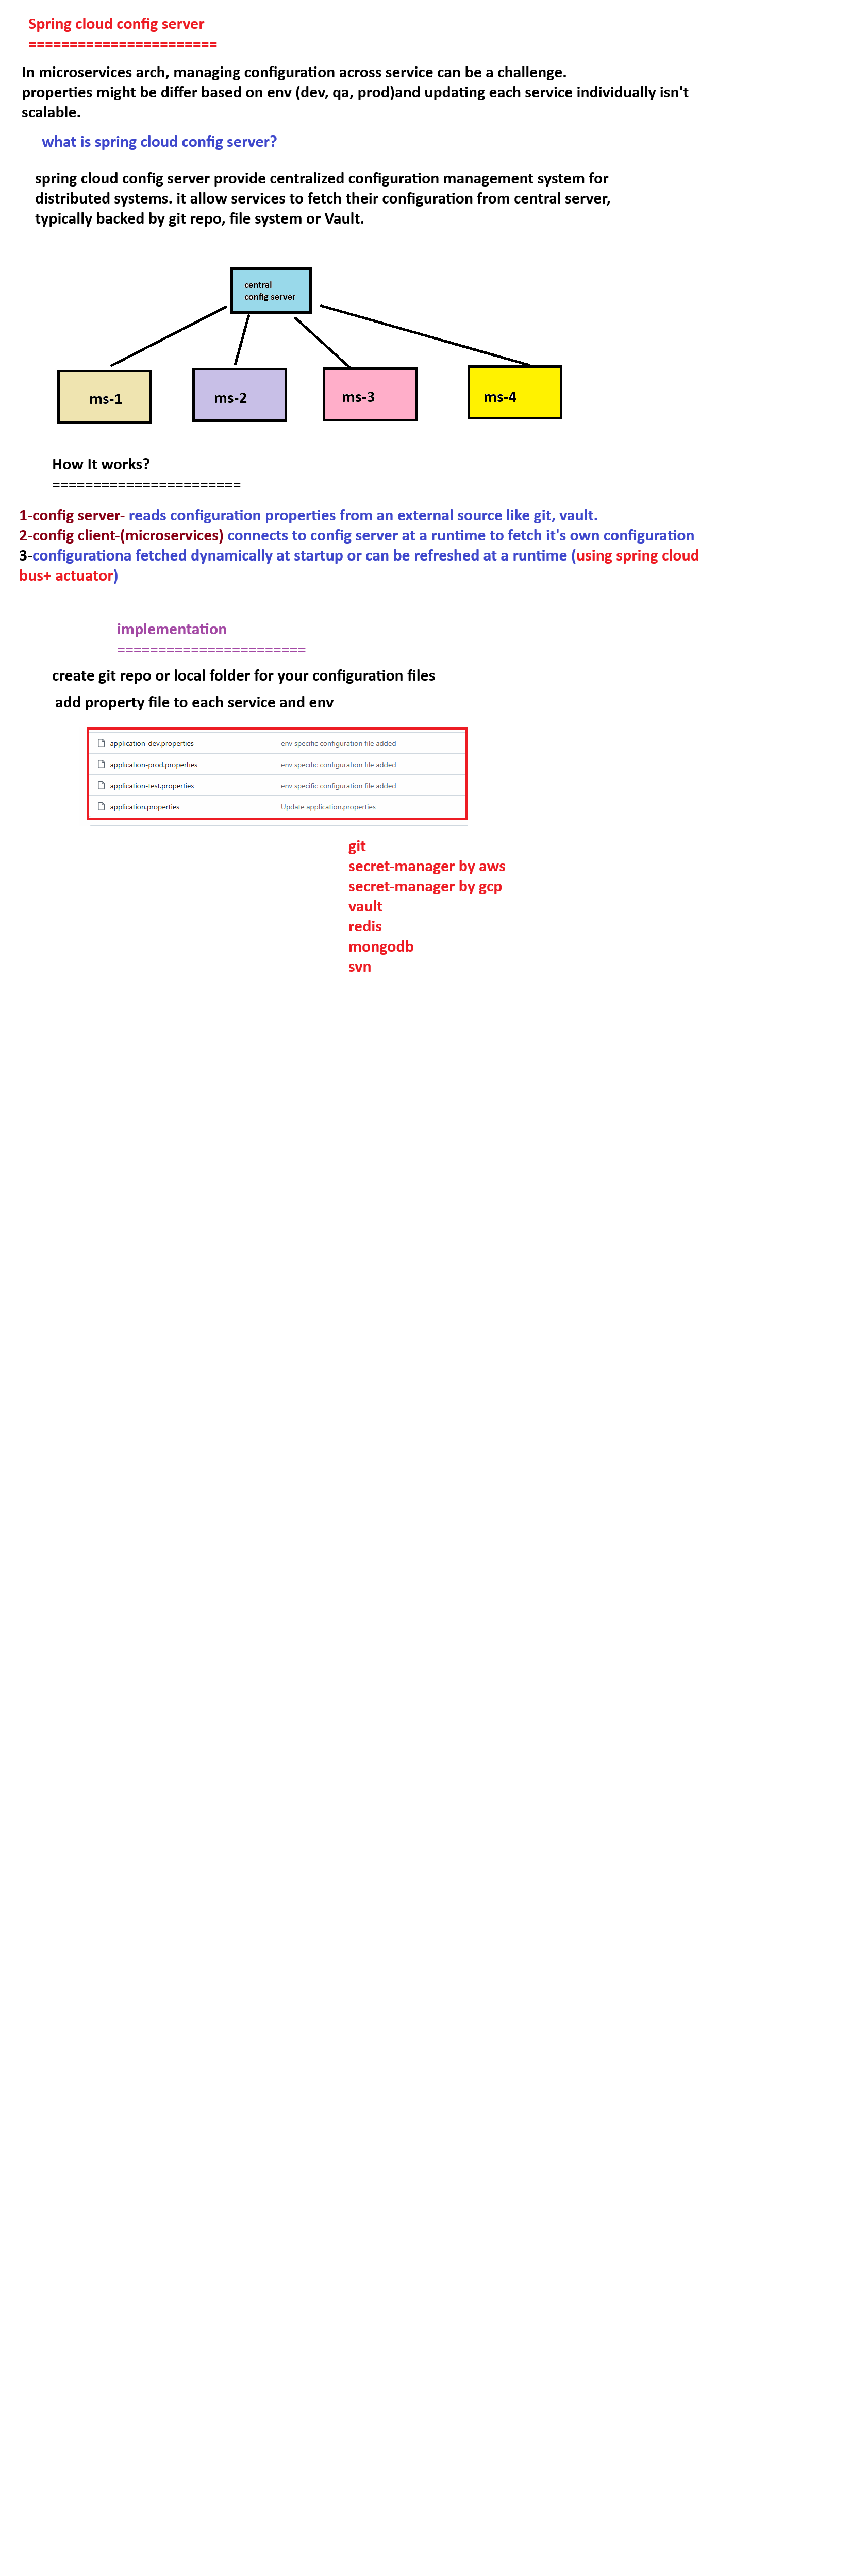 Spring cloud config server
=======================
In microservices arch, managing configuration across service can be a challenge.
properties might be differ based on env (dev, qa, prod)and updating each service individually isn't
scalable.
what is spring cloud config server?
spring cloud config server provide centralized configuration management system for
distributed systems. it allow services to fetch their configuration from central server,
typically backed by git repo, file system or Vault.
central
config server
ms-1
ms-2
ms-3
ms-4
How It works?
=======================
1-config server- reads configuration properties from an external source like git, vault.
2-config client-(microservices) connects to config server at a runtime to fetch it's own configuration
3-configurationa fetched dynamically at startup or can be refreshed at a runtime (using spring cloud
bus+ actuator)
implementation
=======================
create git repo or local folder for your configuration files
add property file to each service and env
application-dev.properties env specific configuration file added
application-prod.properties env specific configuration file added
application-test.properties env specific configuration file added
application.properties Update application.properties
git
secret-manager by aws
secret-manager by gcp
vault
redis
mongodb
svn